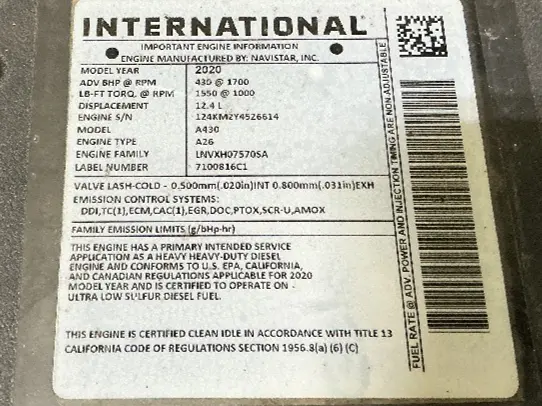 INTERNATIONAL
IMPORTANT ENGINE INFORMATION
ENGINE MANUFACTURED BY: NAVISTAR, INC.
MODEL YEAR 2020
ADV BHP @ RPM 430 @ 1700
LB-FT TORQ. @ RPM 1550 @ 1000
DISPLACEMENT 12.4 L
ENGINE S/N 124KM2Y4526614
MODEL A430
ENGINE TYPE A26
ENGINE FAMILY LNVXH07570SA
LABEL NUMBER 7100816C1
VALVE LASH-COLD - 0.500mm(.020in)INT 0.800mm(.031in)EXH
EMISSION CONTROL SYSTEMS:
DDI,TC(1),ECM,CAC(1),EGR,DOC,PTOX,SCR-U,AMOX
FAMILY EMISSION LIMITS (g/bHp-hr)
THIS ENGINE HAS A PRIMARY INTENDED SERVICE
APPLICATION AS A HEAVY HEAVY-DUTY DIESEL
ENGINE AND CONFORMS TO U.S. EPA, CALIFORNIA,
AND CANADIAN REGULATIONS APPLICABLE FOR 2020
MODEL YEAR AND IS CERTIFIED TO OPERATE ON
ULTRA LOW SULFUR DIESEL FUEL.
THIS ENGINE IS CERTIFIED CLEAN IDLE IN ACCORDANCE WITH TITLE 13
CALIFORNIA CODE OF REGULATIONS SECTION 1956.8(a) (6) (C)
FUEL RATE @ ADV. POWER AND INJECTION TIMING ARE NON-ADJUSTABLE